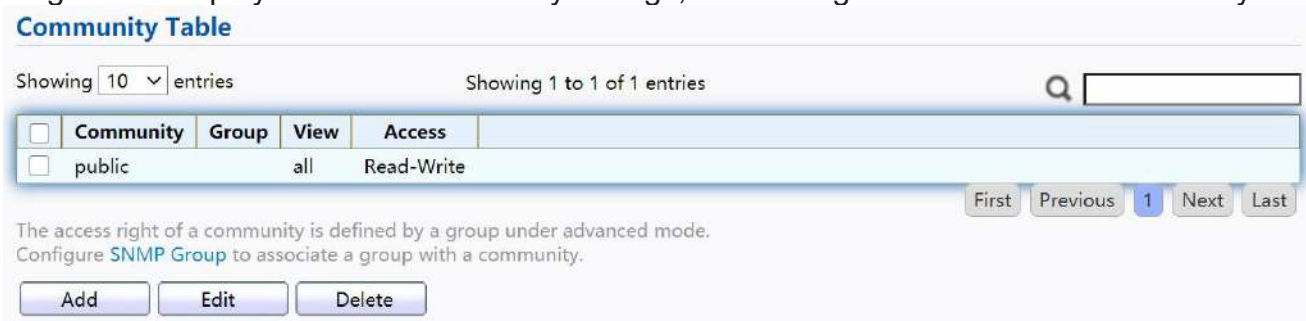 Community Table
Showing 10 entries Showing 1 to 1 of 1 entries
Community Group View Access
public all Read-Write
First Previous 1 Next Last
The access right of a community is defined by a group under advanced mode.
Configure SNMP Group to associate a group with a community.
Add Edit Delete